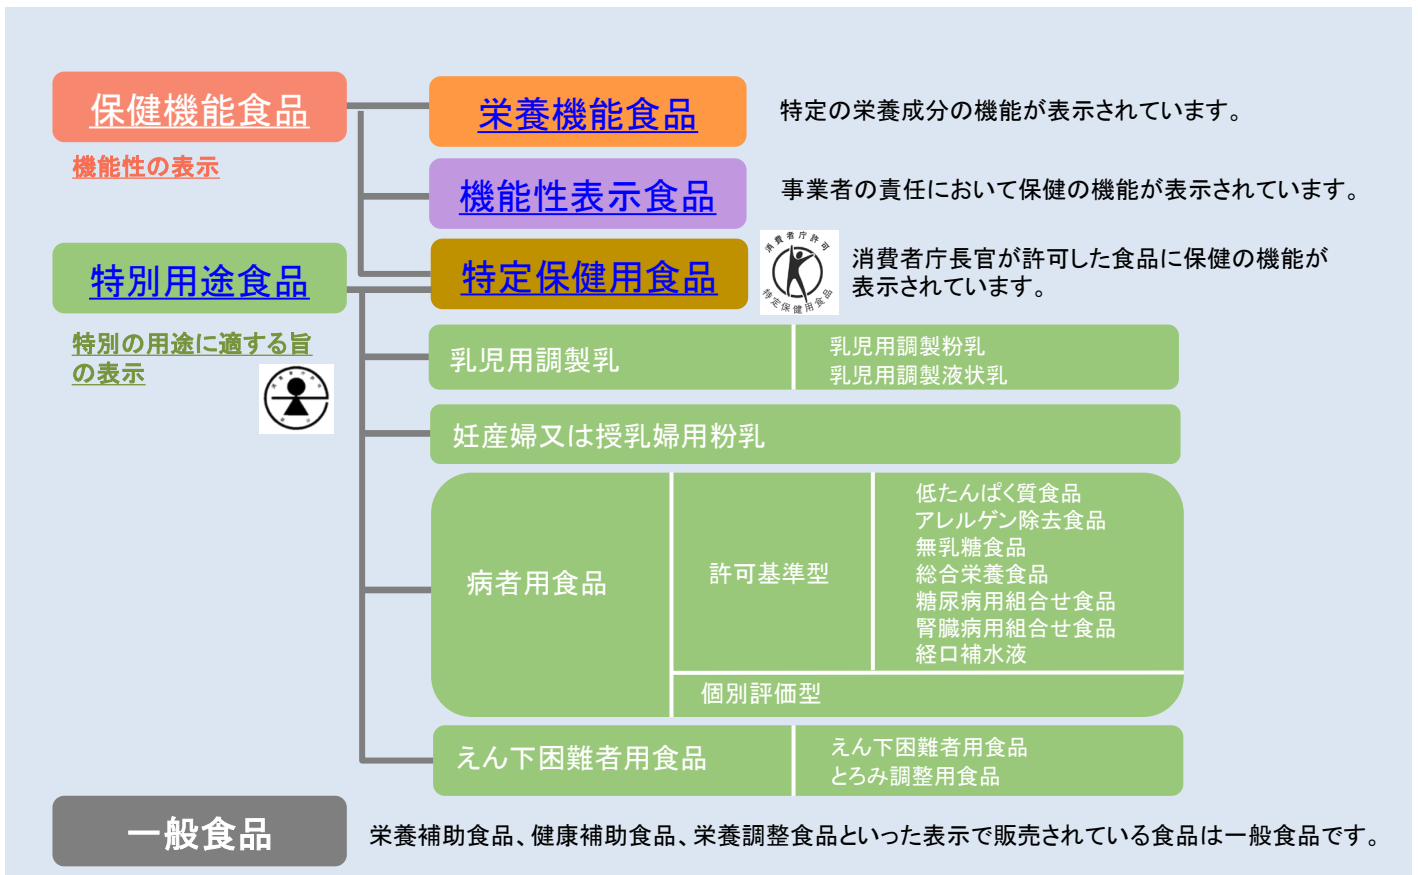 保健機能食品
機能性の表示
栄養機能食品
特定の栄養成分の機能が表示されています。
機能性表示食品
事業者の責任において保健の機能が表示されています。
特別用途食品
特別の用途に適する旨
の表示
特定保健用食品
消費者庁許可
特定保健用食品
消費者庁長官が許可した食品に保健の機能が
表示されています。
乳児用調製乳
乳児用調製粉乳
乳児用調製液状乳
妊産婦又は授乳婦用粉乳
病者用食品
許可基準型
低たんぱく質食品
アレルゲン除去食品
無乳糖食品
総合栄養食品
糖尿病用組合せ食品
腎臓病用組合せ食品
経口補水液
個別評価型
えん下困難者用食品
えん下困難者用食品
とろみ調整用食品
一般食品
栄養補助食品、健康補助食品、栄養調整食品といった表示で販売されている食品は一般食品です。